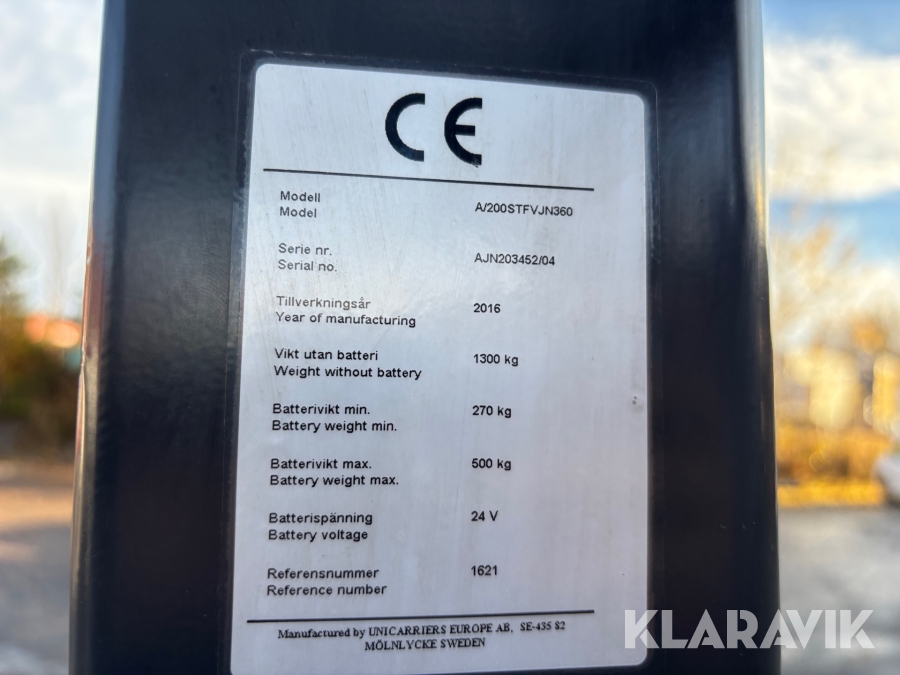 CE
Modell
Model A/200STFVJN360
Serie nr.
Serial no. AJN203452/04
Tillverkningsår
Year of manufacturing 2016
Vikt utan batteri
Weight without battery 1300 kg
Batterivikt min.
Battery weight min. 270 kg
Batterivikt max.
Battery weight max. 500 kg
Batterispänning
Battery voltage 24 V
Referensnummer
Reference number 1621
Manufactured by UNICARRIERS EUROPE AB, SE-435 82
MÖLNLYCKE SWEDEN
KLARAVIK